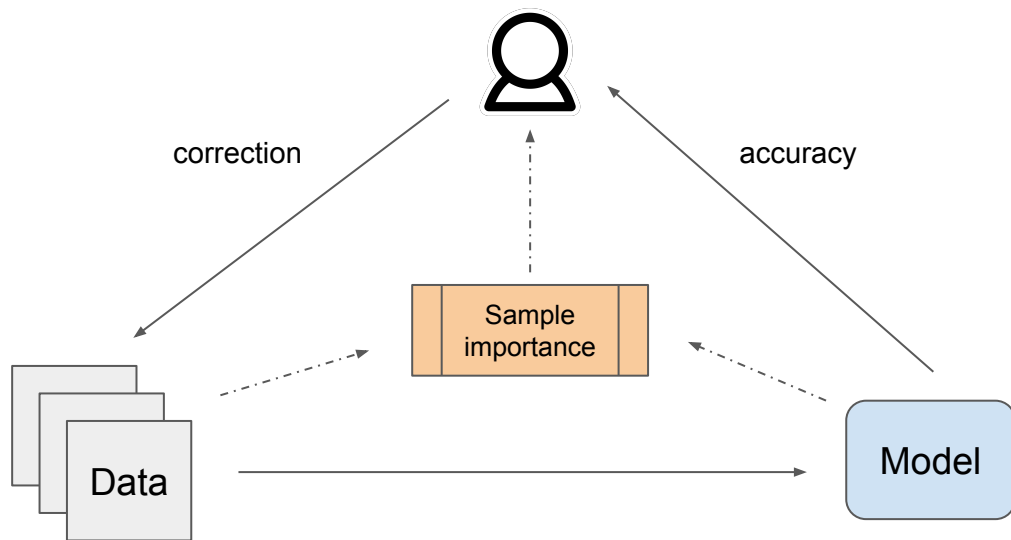 correction
accuracy
Sample
importance
Data
Model